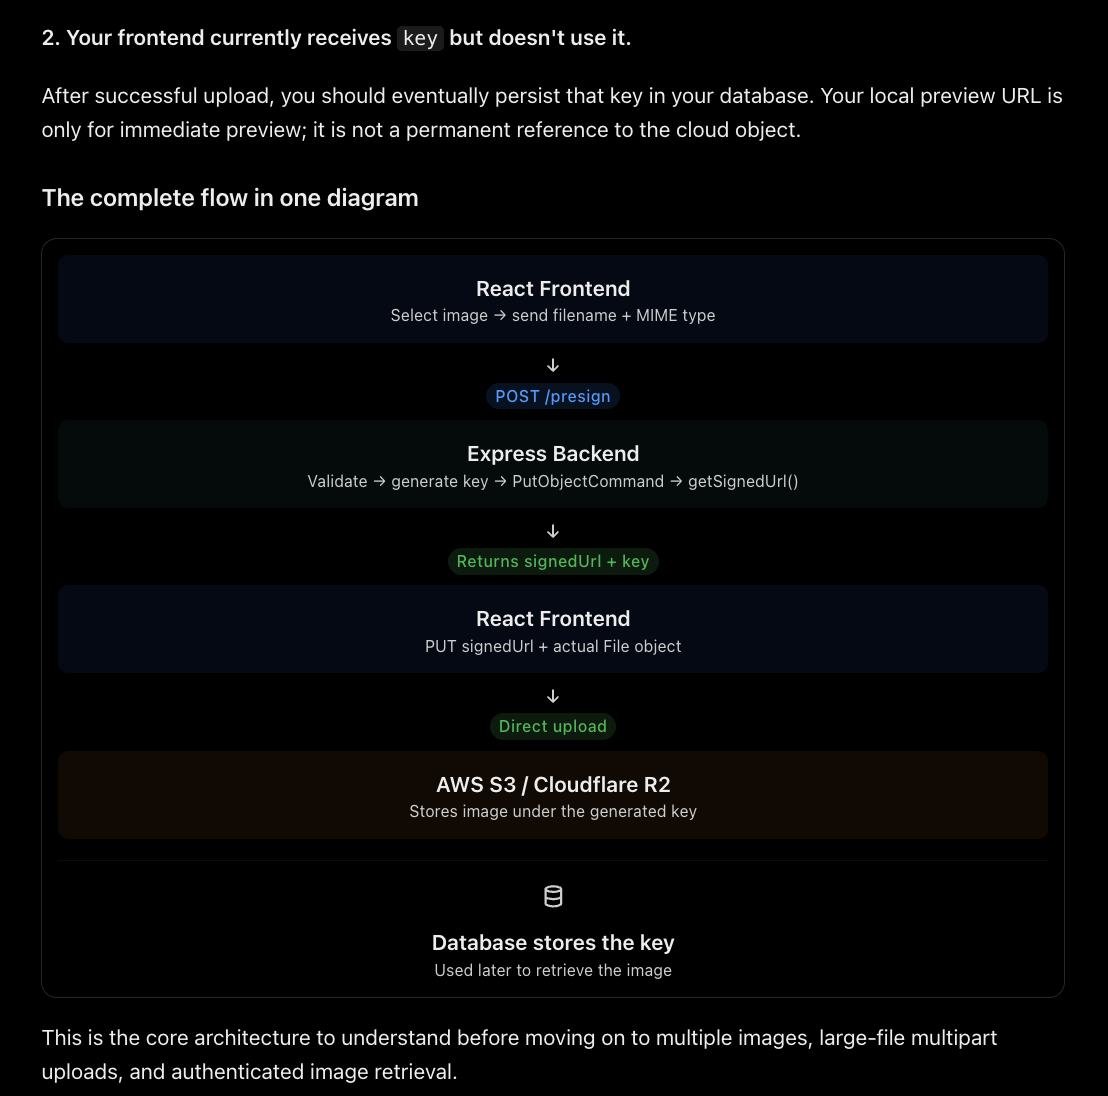 2. Your frontend currently receives key but doesn't use it.
After successful upload, you should eventually persist that key in your database. Your local preview URL is
only for immediate preview; it is not a permanent reference to the cloud object.
The complete flow in one diagram
React Frontend
Select image → send filename + MIME type
↓
POST /presign
Express Backend
Validate → generate key → PutObjectCommand → getSignedUrl()
↓
Returns signedUrl + key
React Frontend
PUT signedUrl + actual File object
↓
Direct upload
AWS S3 / Cloudflare R2
Stores image under the generated key
Database stores the key
Used later to retrieve the image
This is the core architecture to understand before moving on to multiple images, large-file multipart
uploads, and authenticated image retrieval.